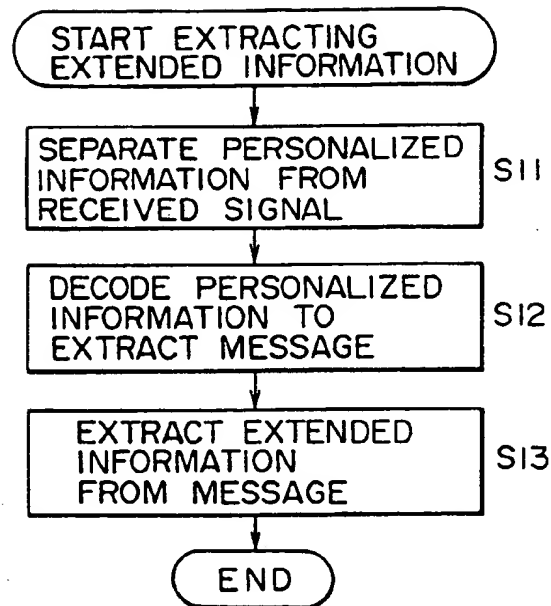 START EXTRACTING
EXTENDED INFORMATION
SEPARATE PERSONALIZED
INFORMATION FROM
RECEIVED SIGNAL
S11
DECODE PERSONALIZED
INFORMATION TO
EXTRACT MESSAGE
S12
EXTRACT EXTENDED
INFORMATION
FROM MESSAGE
S13
END